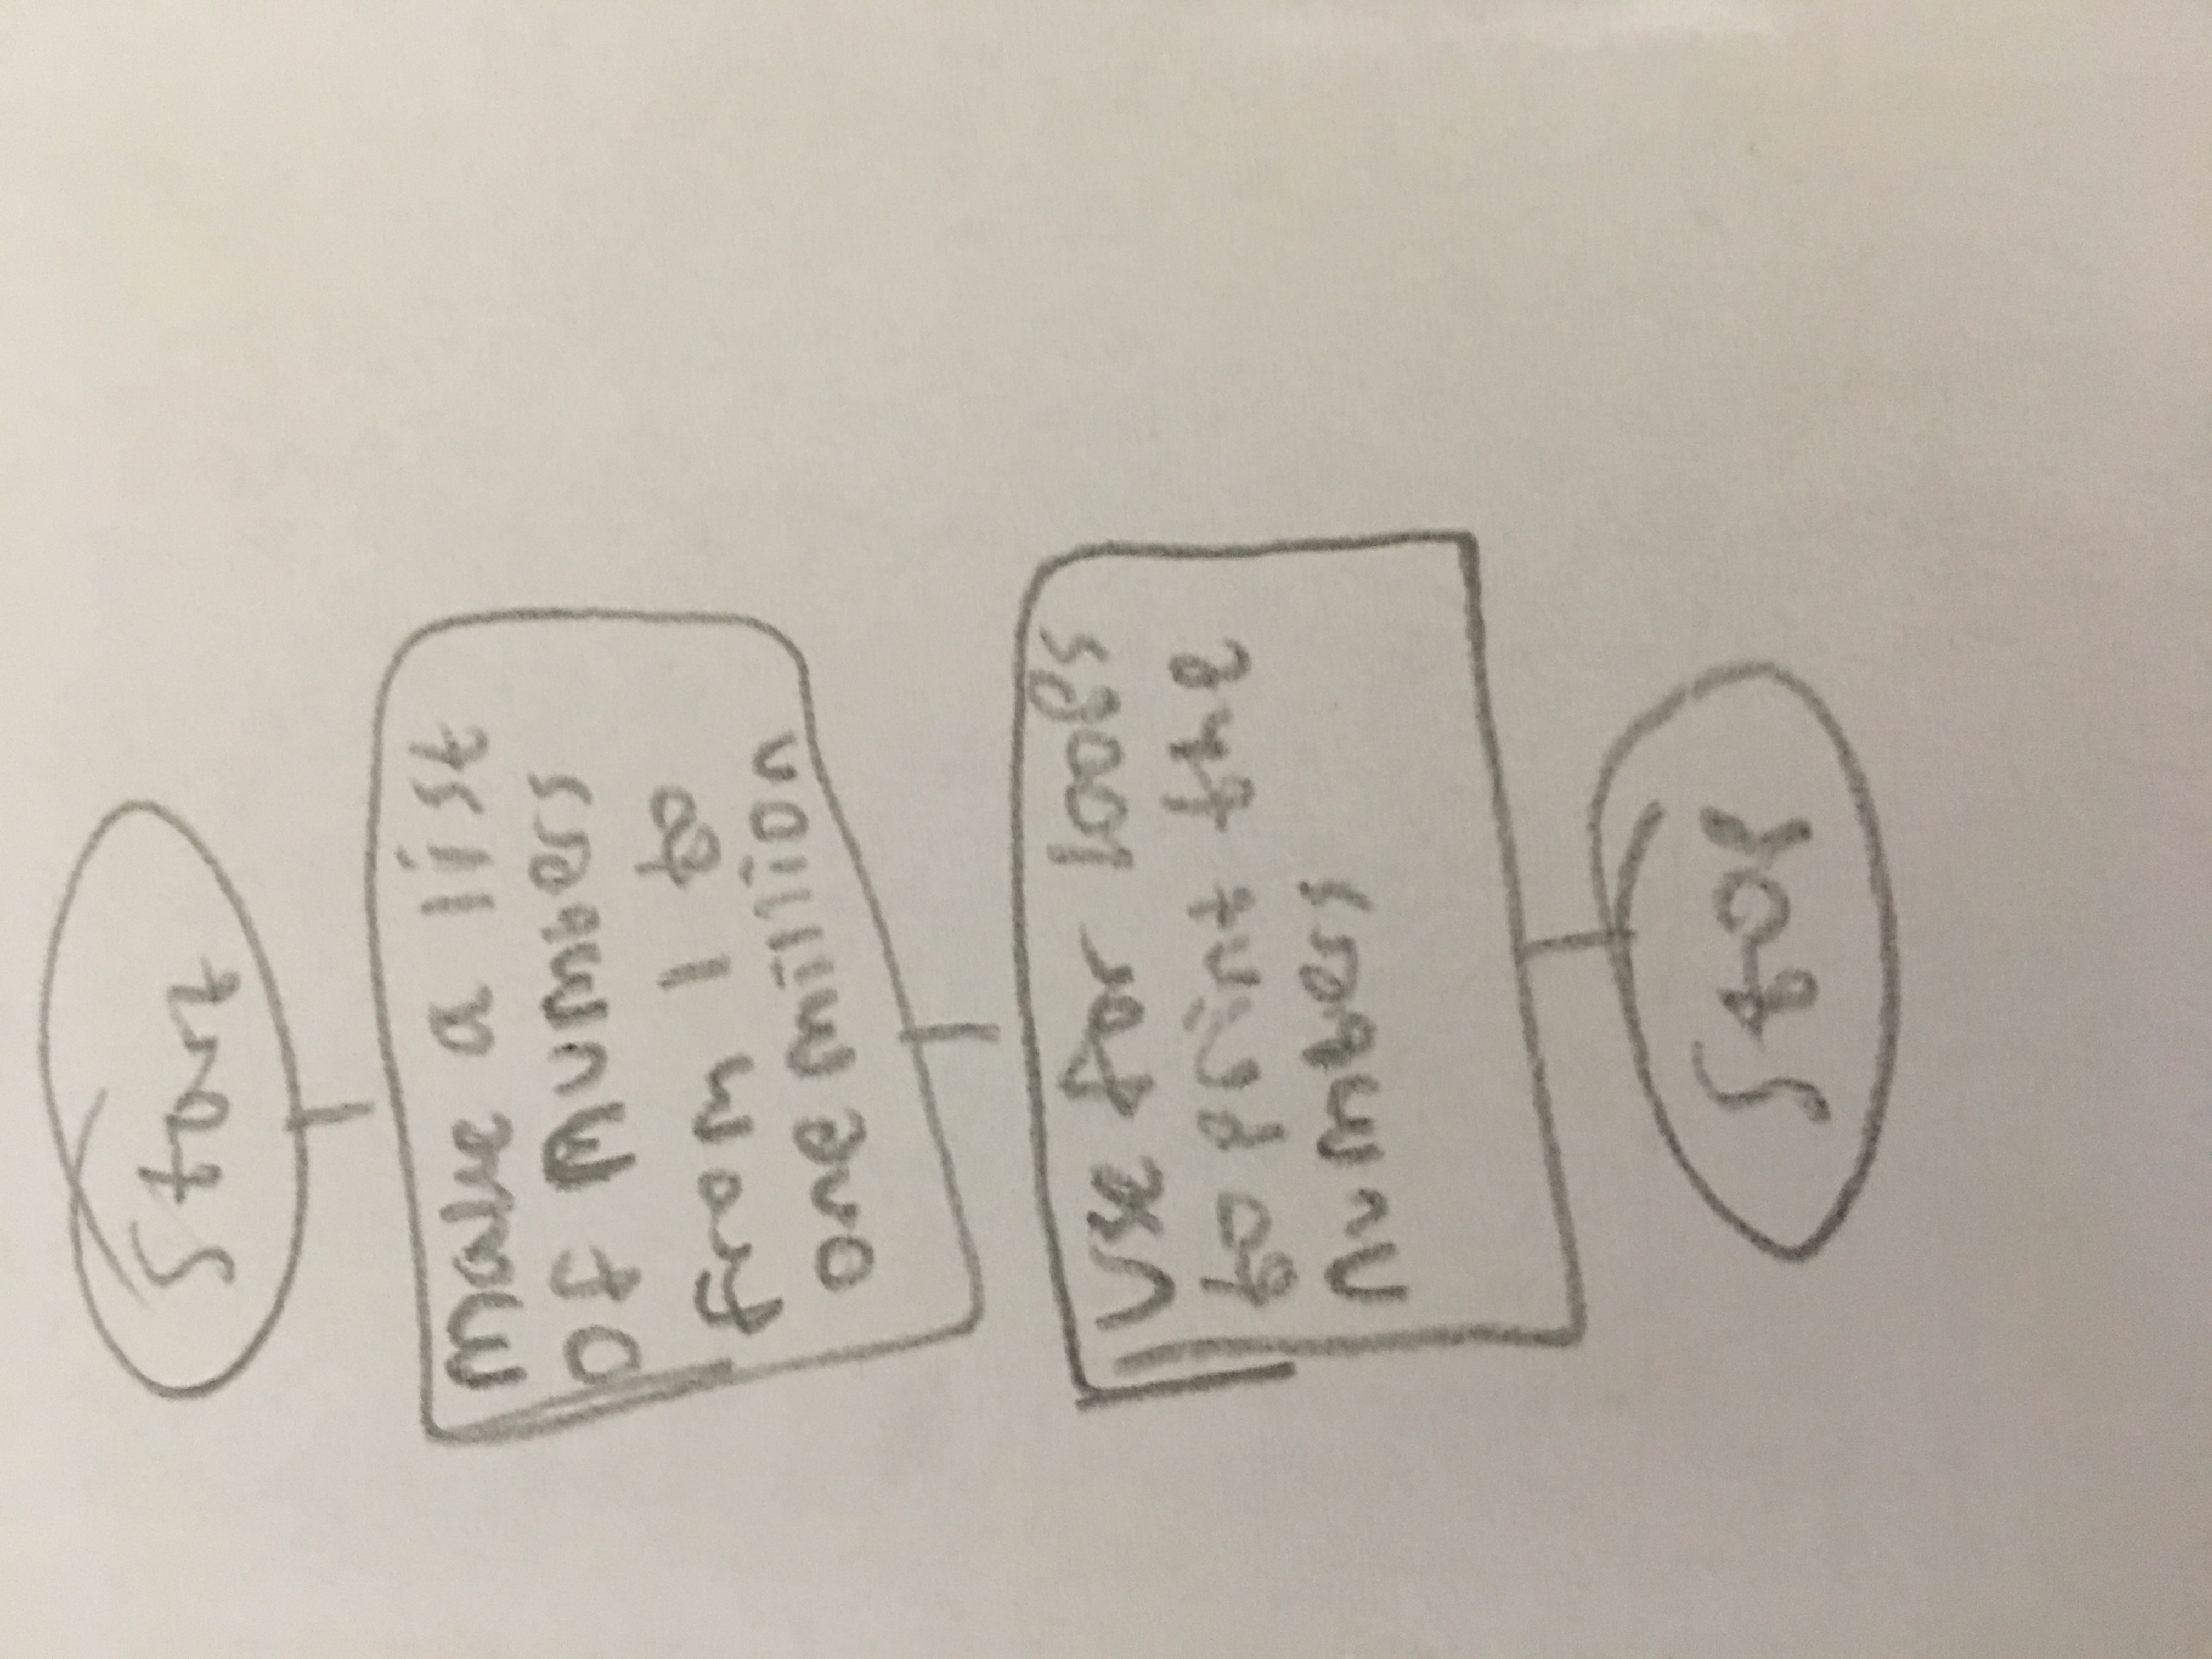 Start
Make a list
of numbers
from 1 to
one million
Use for loops
to print the
numbers
Stop